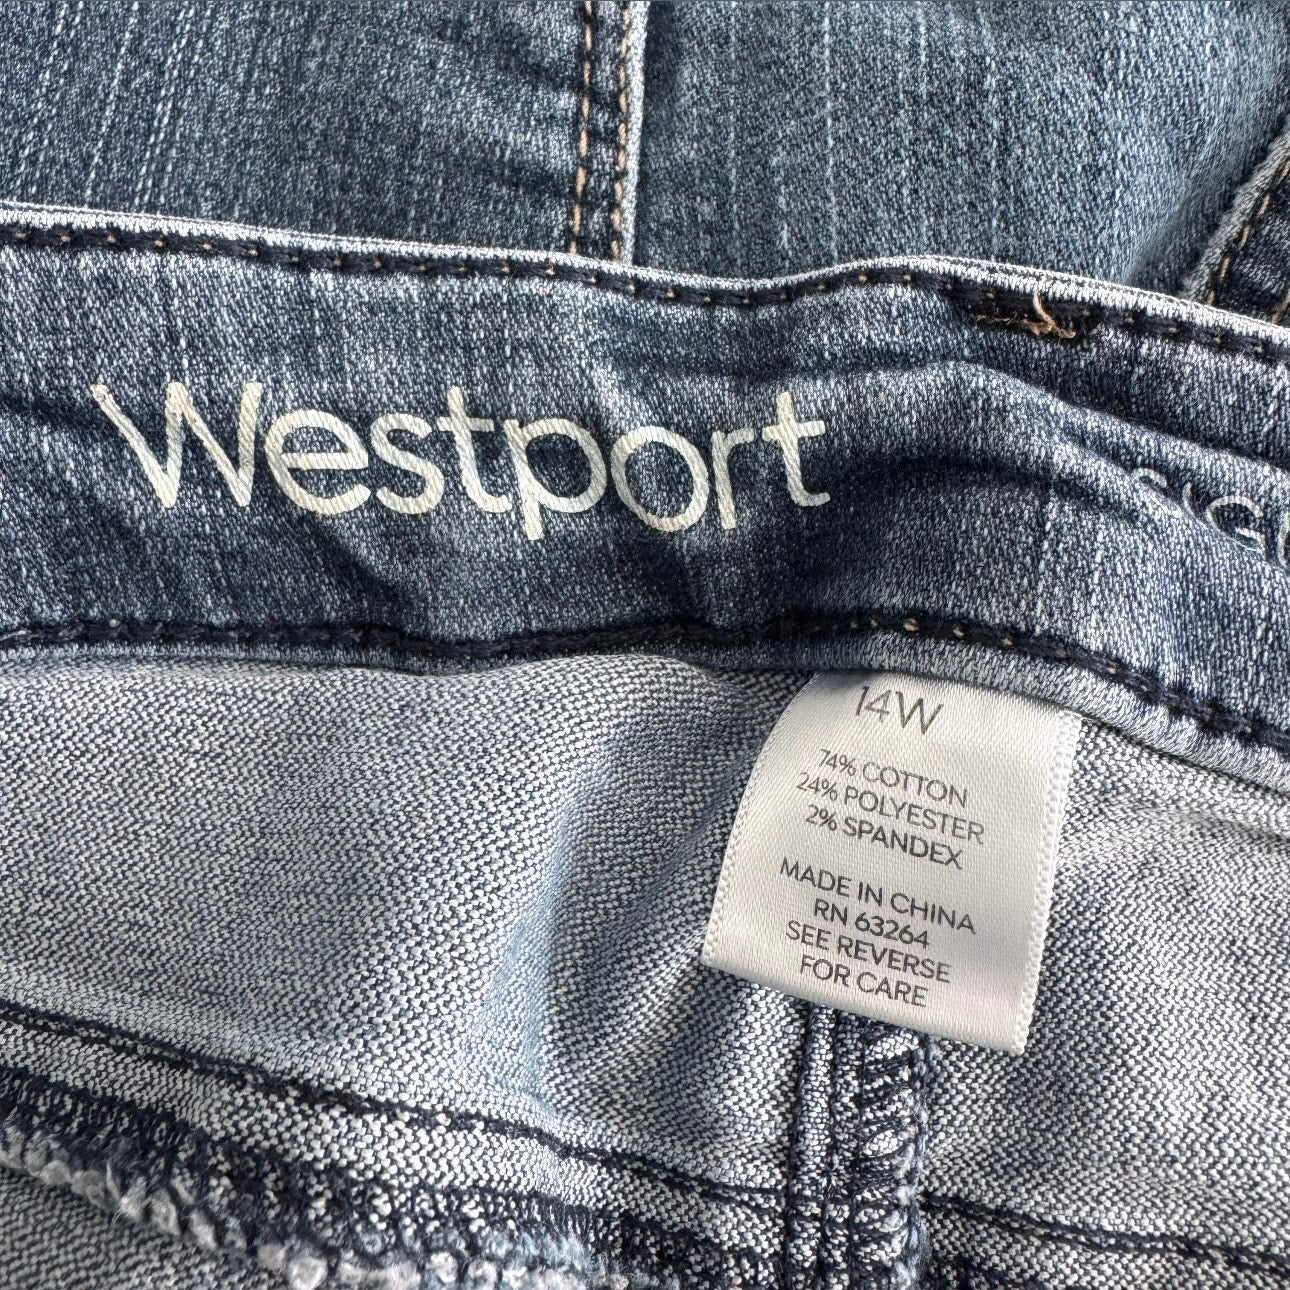 Westport
14W
74% COTTON
24% POLYESTER
2% SPANDEX
MADE IN CHINA
RN 63264
SEE REVERSE
FOR CARE